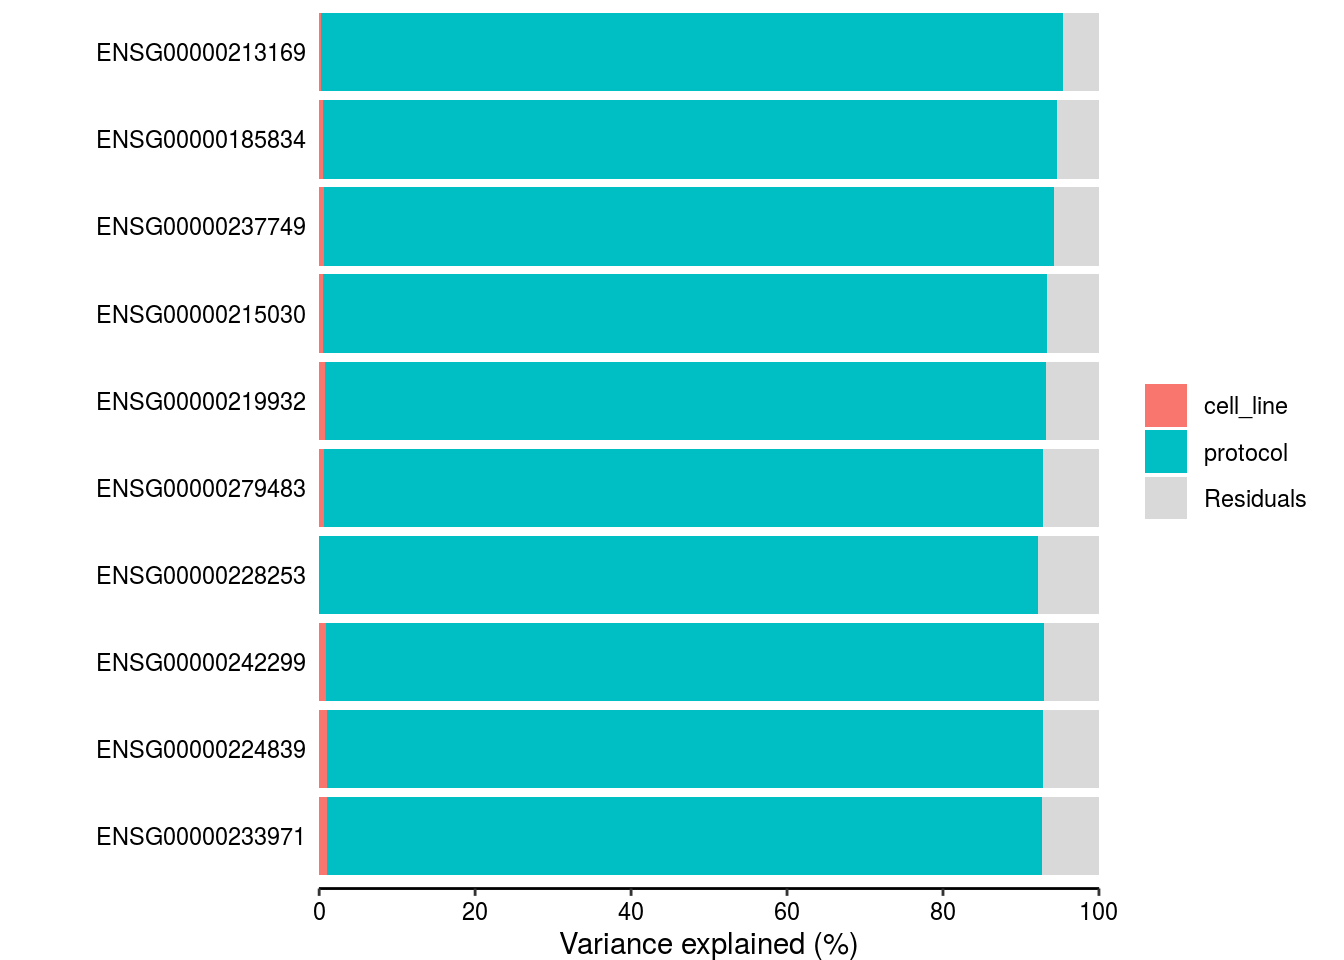 ENSG00000213169
ENSG00000185834
ENSG00000237749
ENSG00000215030
ENSG00000219932
ENSG00000279483
ENSG00000228253
ENSG00000242299
ENSG00000224839
ENSG00000233971
0 20 40 60 80 100
Variance explained (%)
cell_line
protocol
Residuals